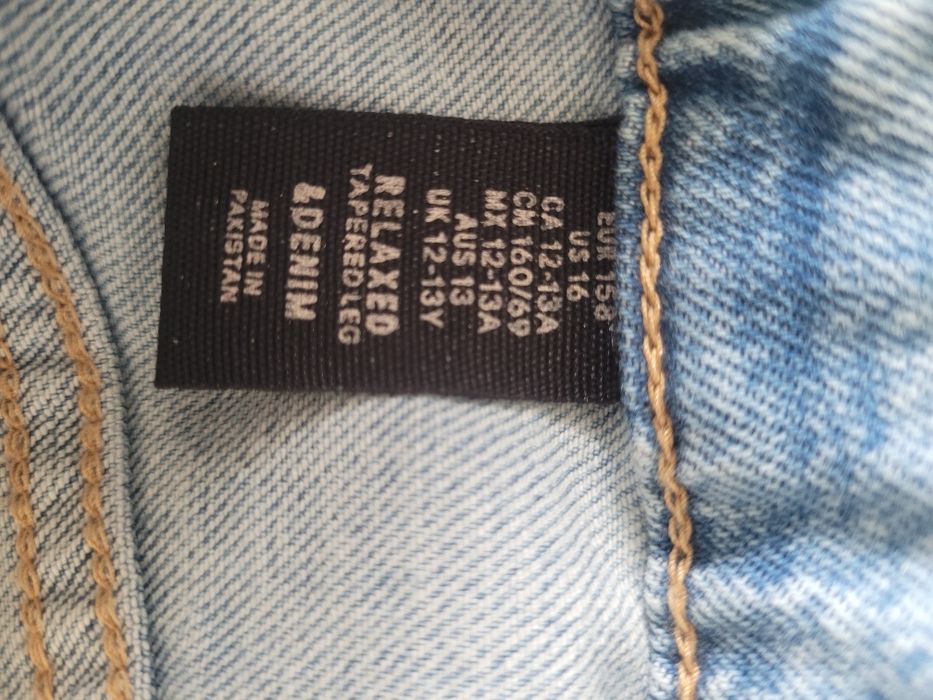 EUR 158
US 16
CA 12-13A
CM 160/69
MX 12-13A
AUS 13
UK 12-13Y
RELAXED
TAPERED LEG
&DENIM
MADE IN
PAKISTAN